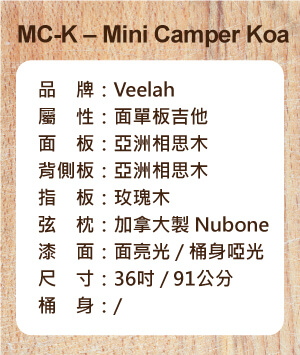 MC-K – Mini Camper Koa
品　牌：Veelah
屬　性：面單板吉他
面　板：亞洲相思木
背側板：亞洲相思木
指　板：玫瑰木
弦　枕：加拿大製 Nubone
漆　面：面亮光 / 桶身啞光
尺　寸：36吋 / 91公分
桶　身：/